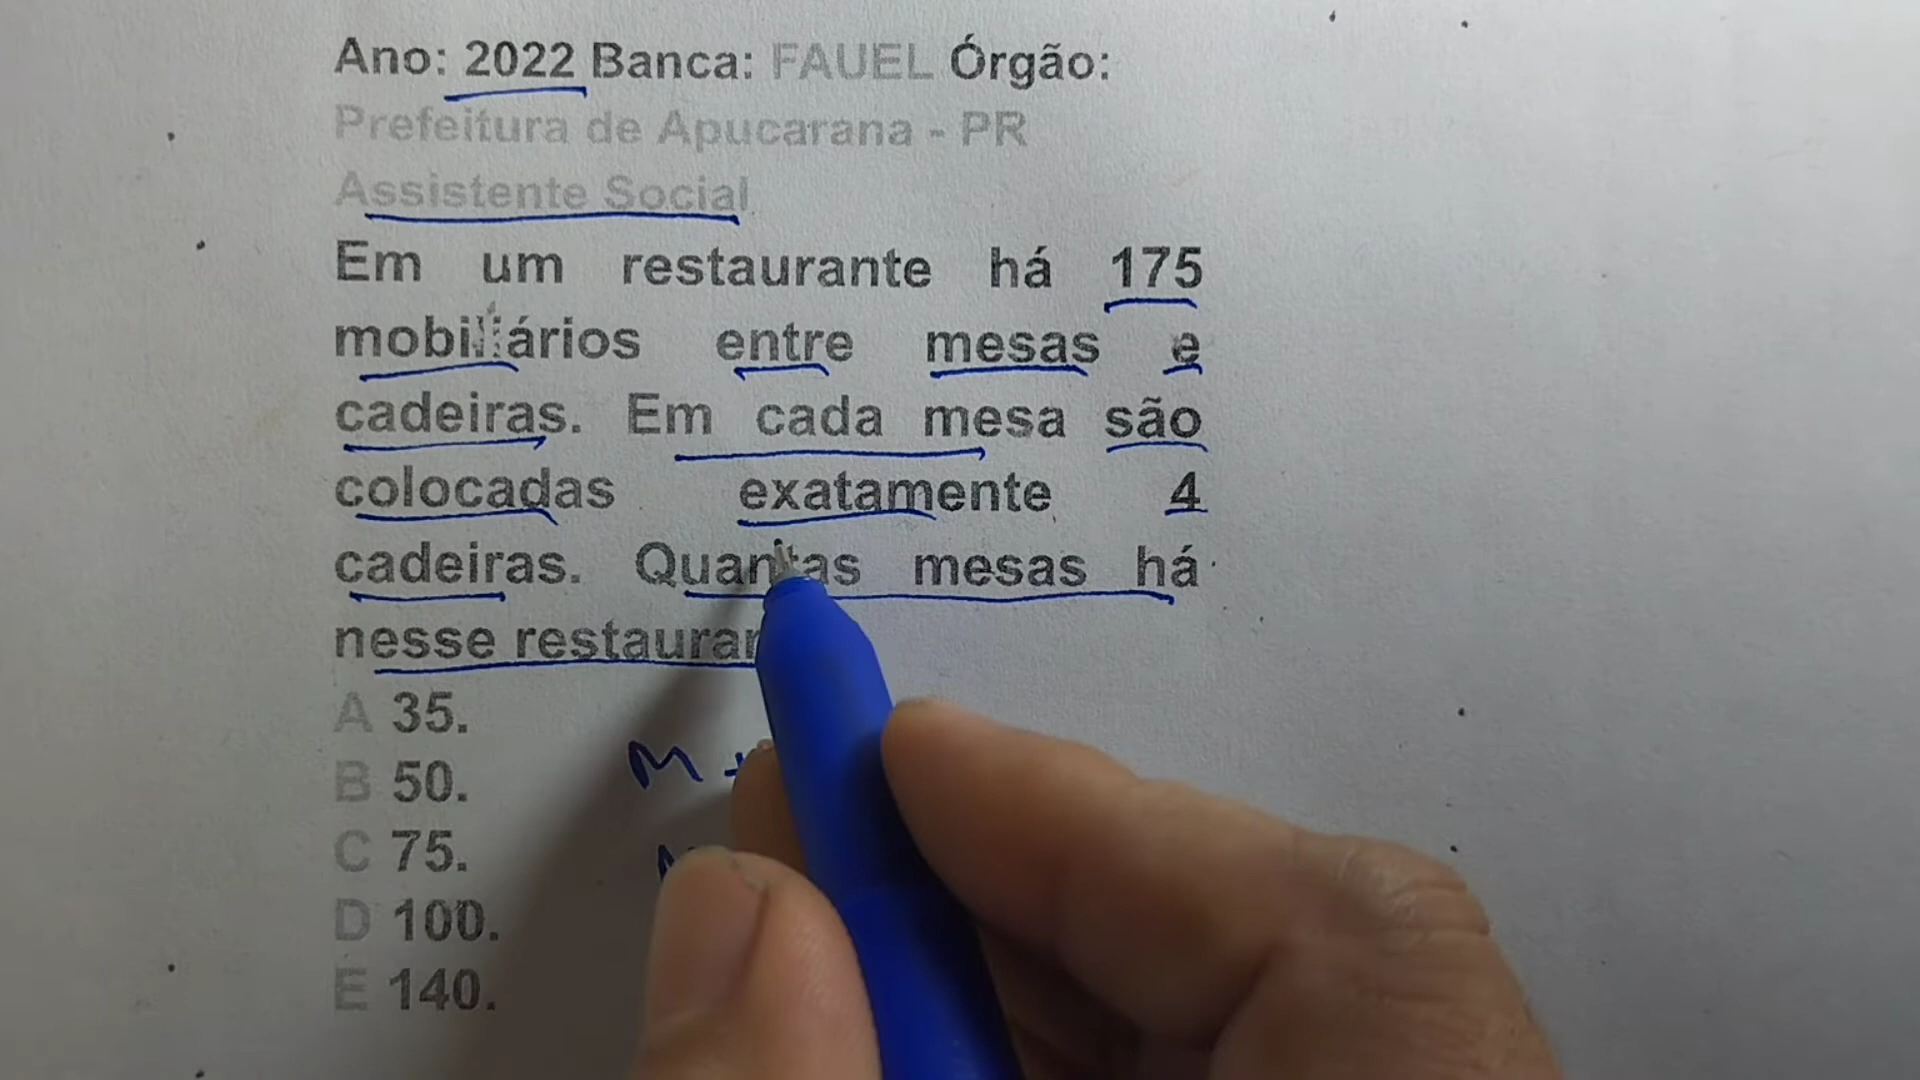 Ano: 2022 Banca: FAUEL Órgão:
Prefeitura de Apucarana - PR
Assistente Social
Em um restaurante há 175
mobiliários entre mesas e
cadeiras. Em cada mesa são
colocadas exatamente 4
cadeiras. Quantas mesas há
nesse
A 35.
M +
B 50.
C 75.
D 100.
E 140.